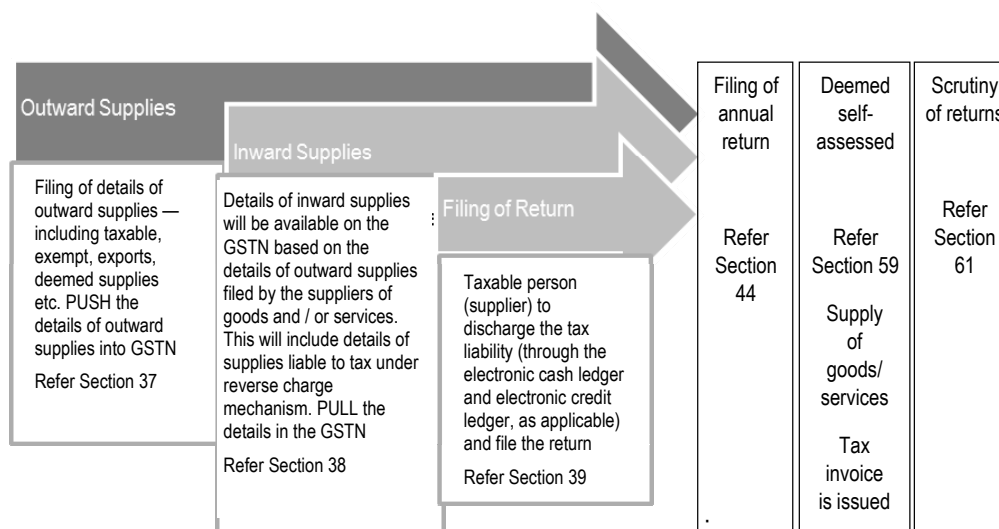 Outward Supplies
Filing of details of
outward supplies —
including taxable,
exempt, exports,
deemed supplies
etc. PUSH the
details of outward
supplies into GSTN
Refer Section 37
Inward Supplies
Details of inward supplies
will be available on the
GSTN based on the
details of outward supplies
filed by the suppliers of
goods and / or services.
This will include details of
supplies liable to tax under
reverse charge
mechanism. PULL the
details in the GSTN
Refer Section 38
Filing of Return
Taxable person
(supplier) to
discharge the tax
liability (through the
electronic cash ledger
and electronic credit
ledger, as applicable)
and file the return
Refer Section 39
Filing of
annual
return
Refer
Section
44
Deemed
self-
assessed
Refer
Section 59
Supply
of
goods/
services
Tax
invoice
is issued
Scrutiny
of returns
Refer
Section
61